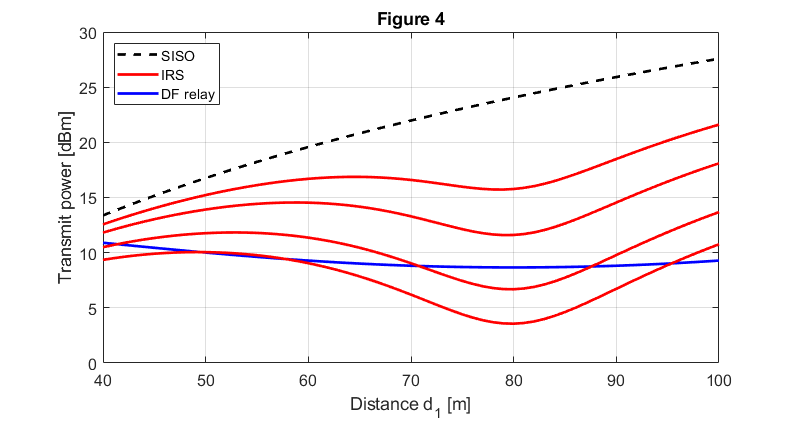 Figure 4
SISO
IRS
DF relay
Transmit power [dBm]
30
25
20
15
10
5
0
40 50 60 70 80 90 100
Distance d1 [m]